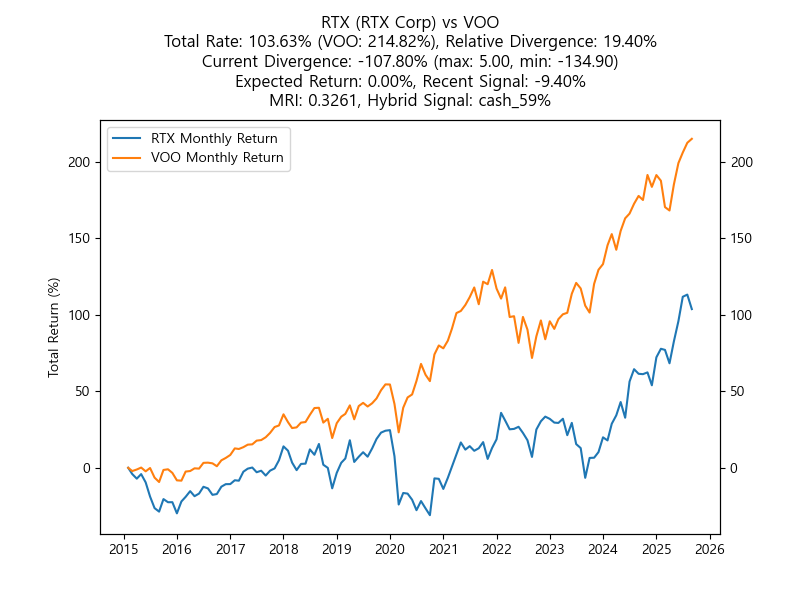 RTX (RTX Corp) vs VOO
Total Rate: 103.63% (VOO: 214.82%), Relative Divergence: 19.40%
Current Divergence: -107.80% (max: 5.00, min: -134.90)
Expected Return: 0.00%, Recent Signal: -9.40%
MRI: 0.3261, Hybrid Signal: cash_59%
RTX Monthly Return
VOO Monthly Return
Total Return (%)
200
150
100
50
0
200
150
100
50
0
2015 2016 2017 2018 2019 2020 2021 2022 2023 2024 2025 2026